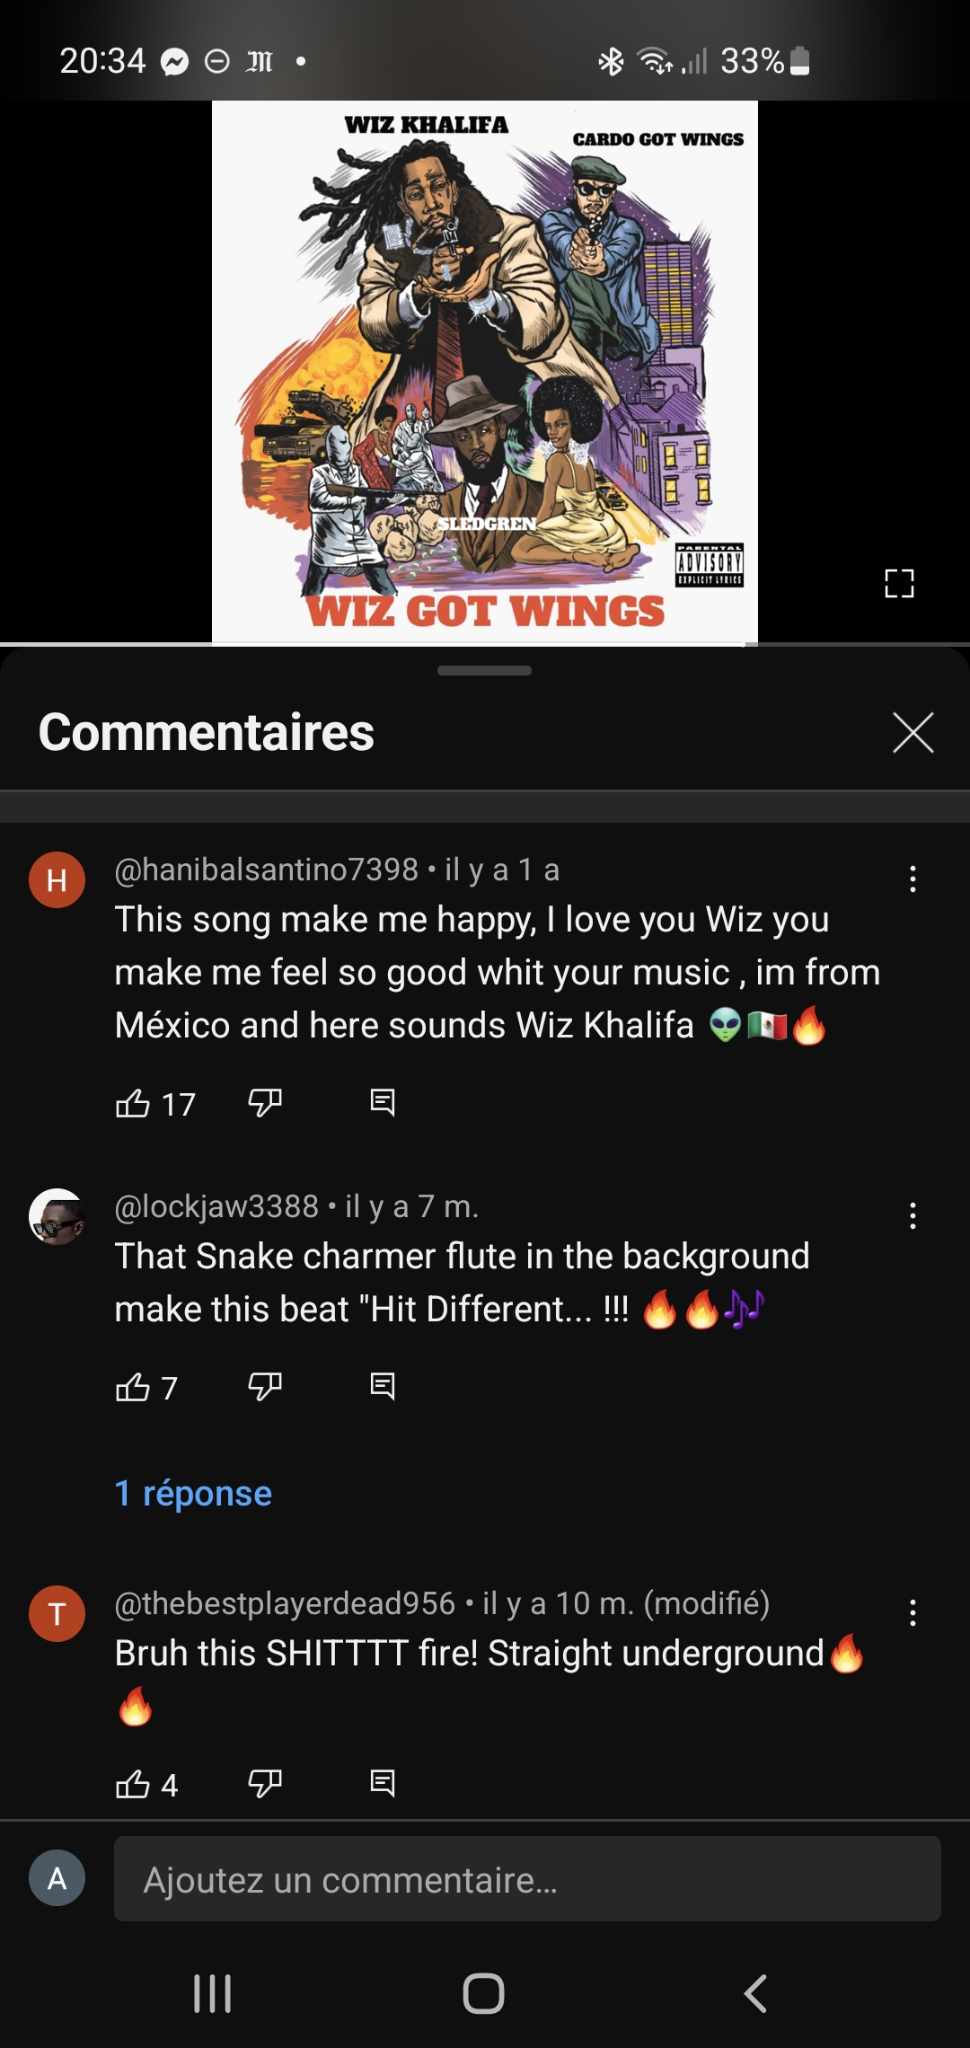 20:34
33%
WIZ KHALIFA
CARDO GOT WINGS
SLEDGREN
PARENTAL
ADVISORY
EXPLICIT LYRICS
WIZ GOT WINGS
Commentaires
H
@hanibalsantino7398 • il y a 1 a
This song make me happy, I love you Wiz you
make me feel so good whit your music , im from
México and here sounds Wiz Khalifa 👽🇲🇽🔥
17
@lockjaw3388 • il y a 7 m.
That Snake charmer flute in the background
make this beat "Hit Different... !!! 🔥🔥🎶
7
1 réponse
T
@thebestplayerdead956 • il y a 10 m. (modifié)
Bruh this SHITTTT fire! Straight underground🔥
🔥
4
A
Ajoutez un commentaire...